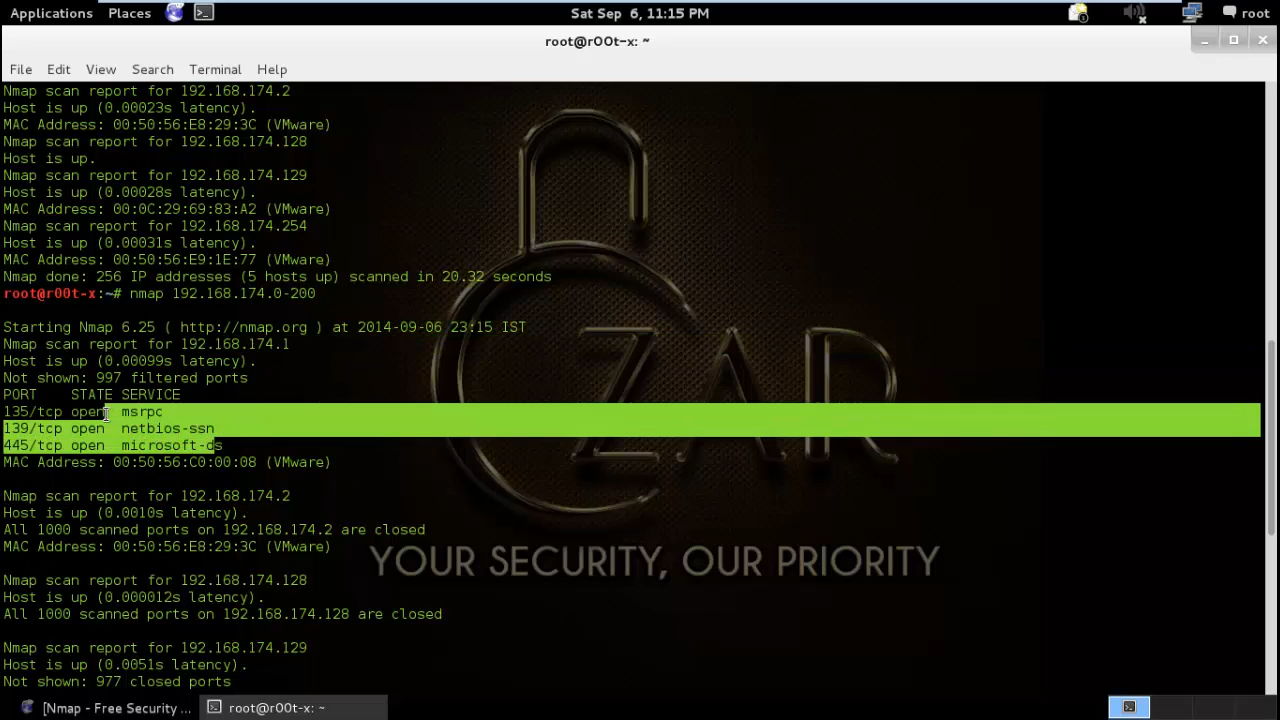 Applications Places Sat Sep 6, 11:15 PM root
root@r00t-x: ~
File Edit View Search Terminal Help
Nmap scan report for 192.168.174.2
Host is up (0.00023s latency).
MAC Address: 00:50:56:E8:29:3C (VMware)
Nmap scan report for 192.168.174.128
Host is up.
Nmap scan report for 192.168.174.129
Host is up (0.00028s latency).
MAC Address: 00:0C:29:69:83:A2 (VMware)
Nmap scan report for 192.168.174.254
Host is up (0.00031s latency).
MAC Address: 00:50:56:E9:1E:77 (VMware)
Nmap done: 256 IP addresses (5 hosts up) scanned in 20.32 seconds
root@r00t-x:~# nmap 192.168.174.0-200
Starting Nmap 6.25 ( http://nmap.org ) at 2014-09-06 23:15 IST
Nmap scan report for 192.168.174.1
Host is up (0.00099s latency).
Not shown: 997 filtered ports
PORT STATE SERVICE
135/tcp open msrpc
139/tcp open netbios-ssn
445/tcp open microsoft-ds
MAC Address: 00:50:56:C0:00:08 (VMware)
Nmap scan report for 192.168.174.2
Host is up (0.0010s latency).
All 1000 scanned ports on 192.168.174.2 are closed
MAC Address: 00:50:56:E8:29:3C (VMware)
Nmap scan report for 192.168.174.128
Host is up (0.000012s latency).
All 1000 scanned ports on 192.168.174.128 are closed
Nmap scan report for 192.168.174.129
Host is up (0.0051s latency).
Not shown: 977 closed ports
CZAR
YOUR SECURITY, OUR PRIORITY
[Nmap - Free Security ... root@r00t-x: ~